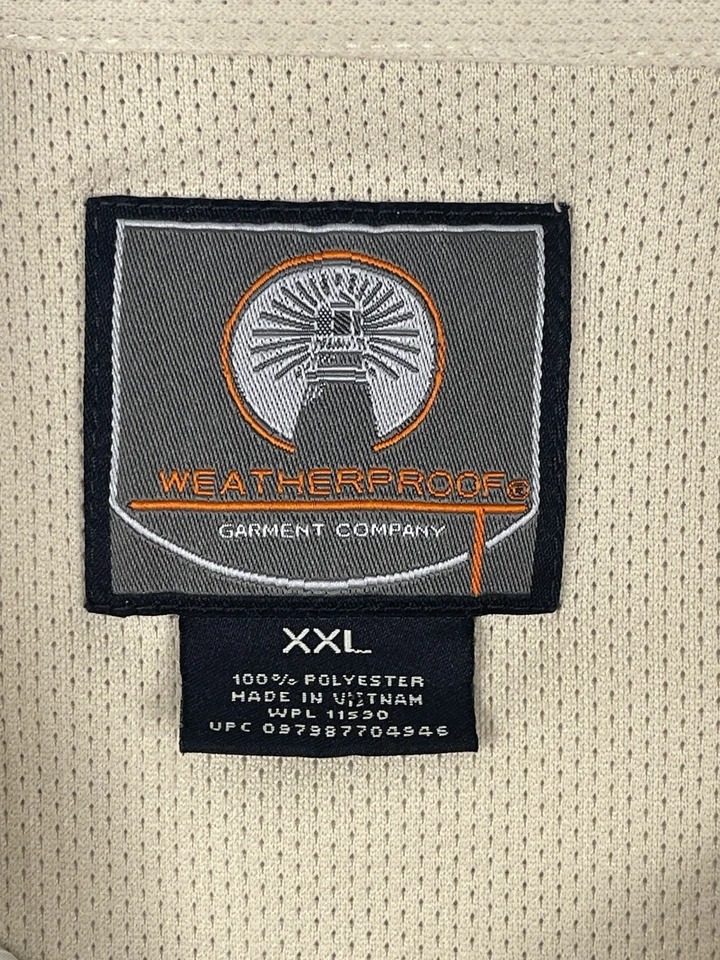 WEATHERPROOF®
GARMENT COMPANY
XXL
100% POLYESTER
MADE IN VIETNAM
WPL 11590
UPC 097987704946